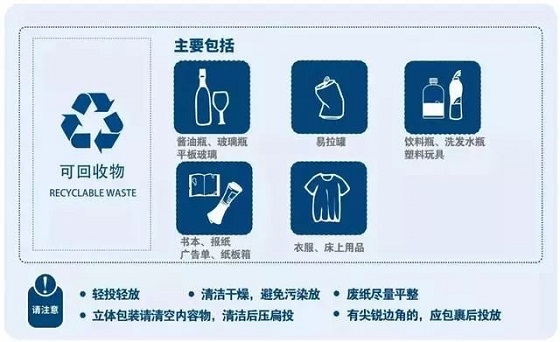 主要包括
可回收物
RECYCLABLE WASTE
酱油瓶、玻璃瓶
平板玻璃
易拉罐
饮料瓶、洗发水瓶
塑料玩具
书本、报纸
广告单、纸板箱
衣服、床上用品
请注意
轻投轻放
清洁干燥，避免污染放
废纸尽量平整
立体包装请清空内容物，清洁后压扁投
有尖锐边角的，应包裹后投放